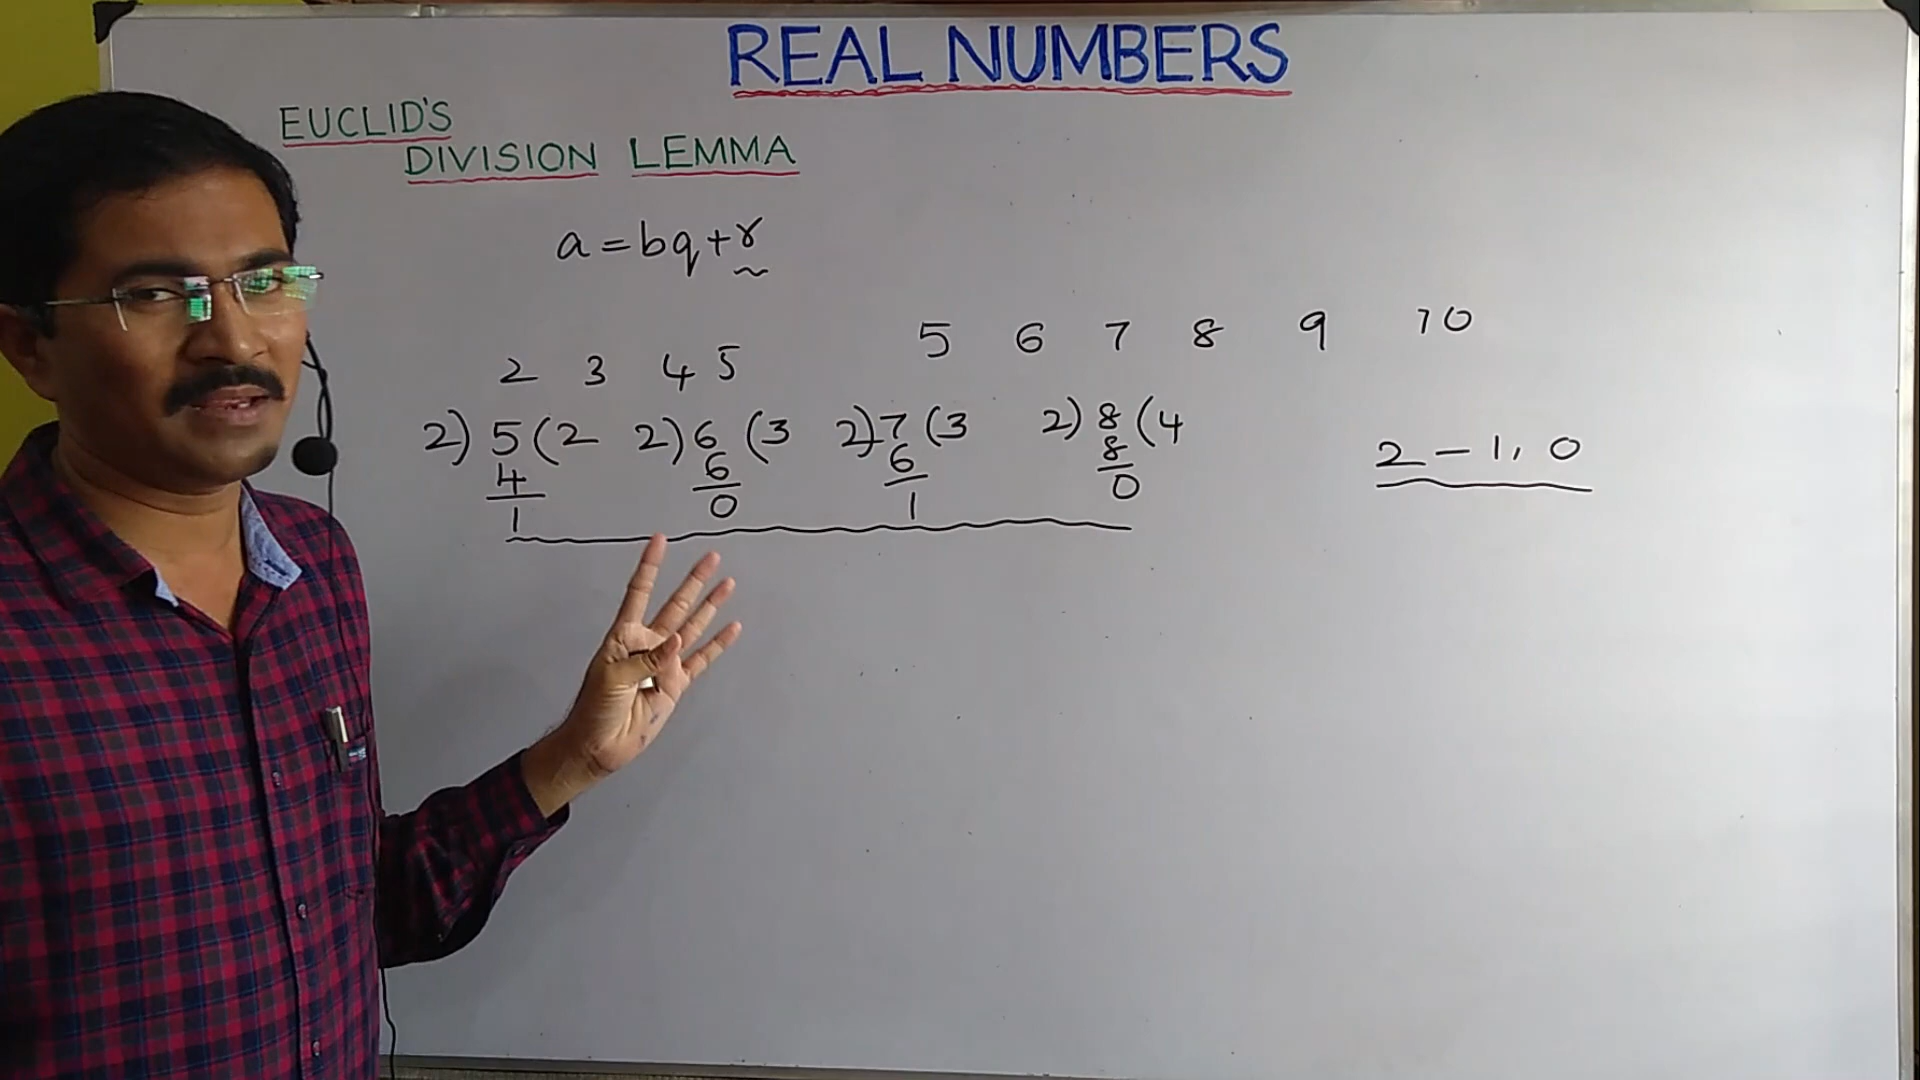 REAL NUMBERS
EUCLID'S
DIVISION LEMMA
a = bq + r
5 6 7 8 9 10
2 3 4 5
2) 5 (2 2) 6 (3 2) 7 (3 2) 8 (4
4 6 6 8
1 0 1 0
2 - 1, 0